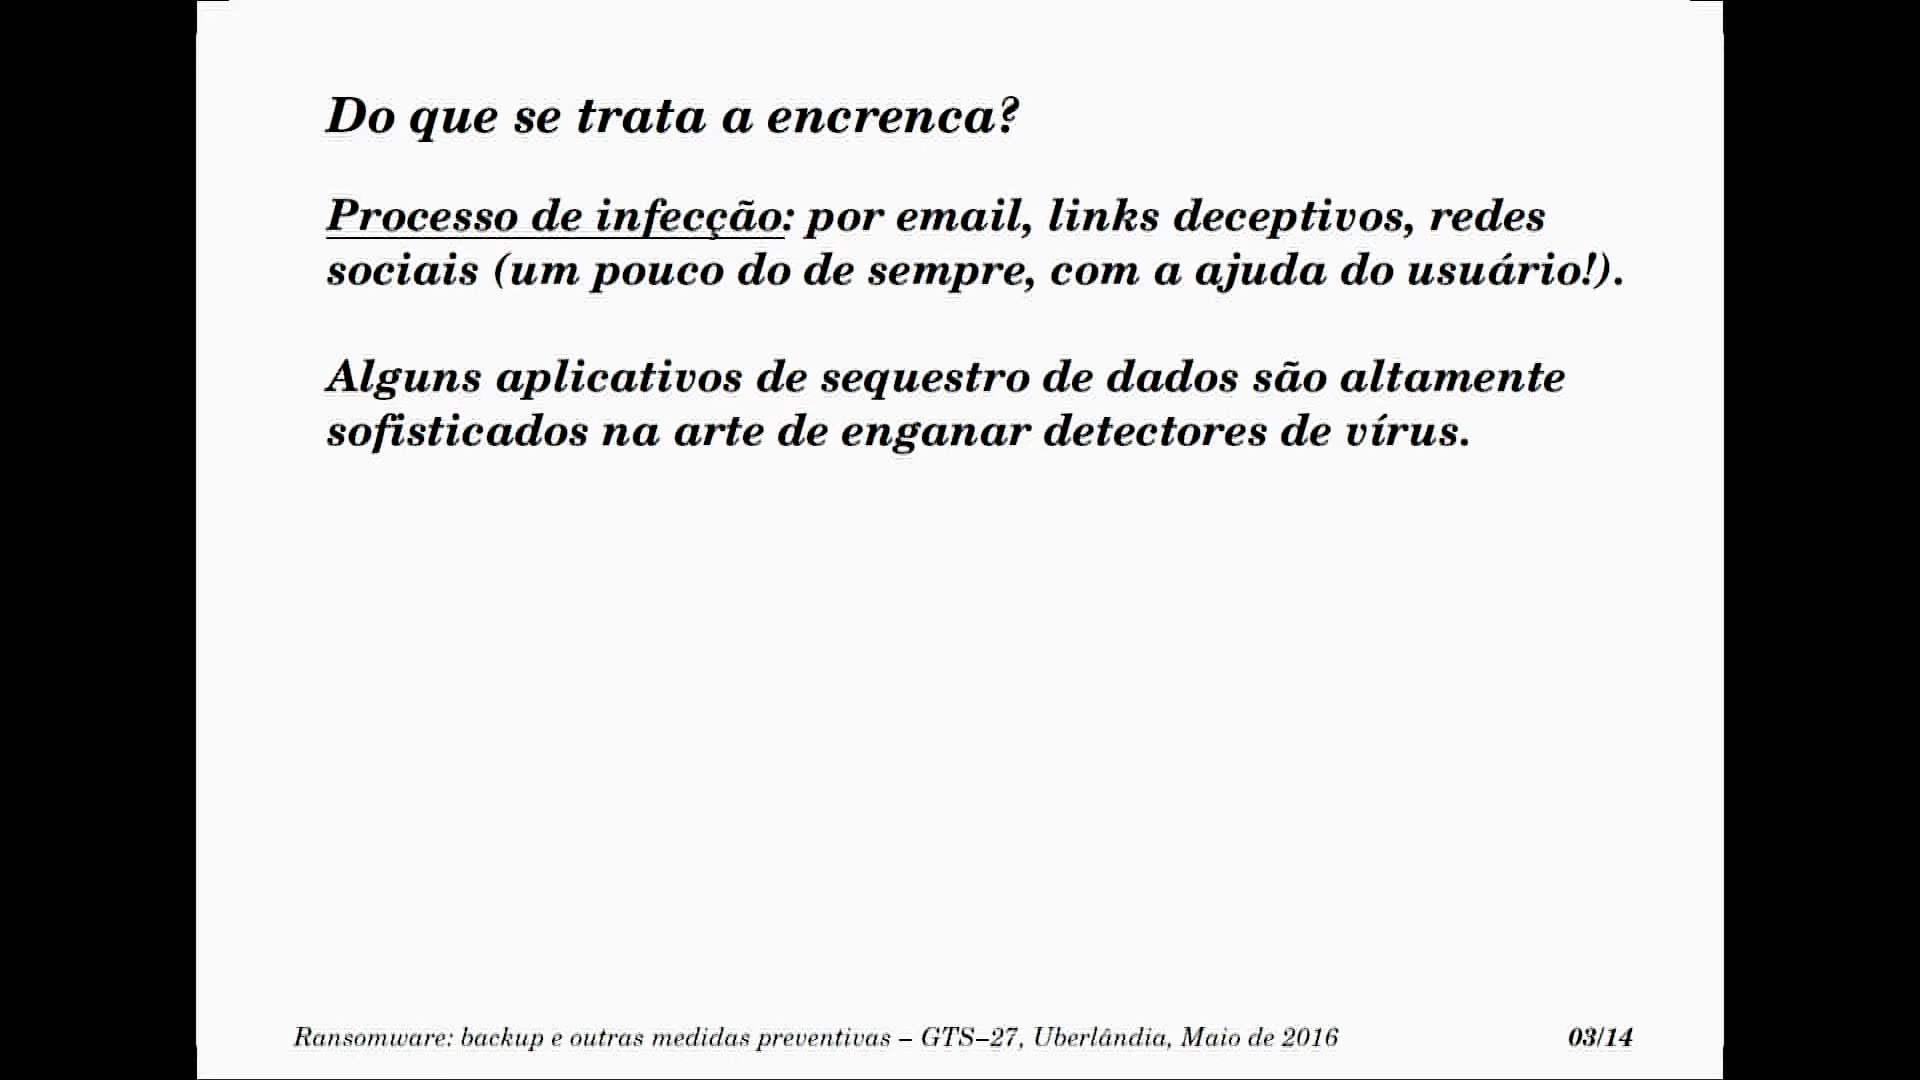 Do que se trata a encrenca?
Processo de infecção: por email, links deceptivos, redes
sociais (um pouco do de sempre, com a ajuda do usuário!).
Alguns aplicativos de sequestro de dados são altamente
sofisticados na arte de enganar detectores de vírus.
Ransomware: backup e outras medidas preventivas – GTS–27, Uberlândia, Maio de 2016
03/14